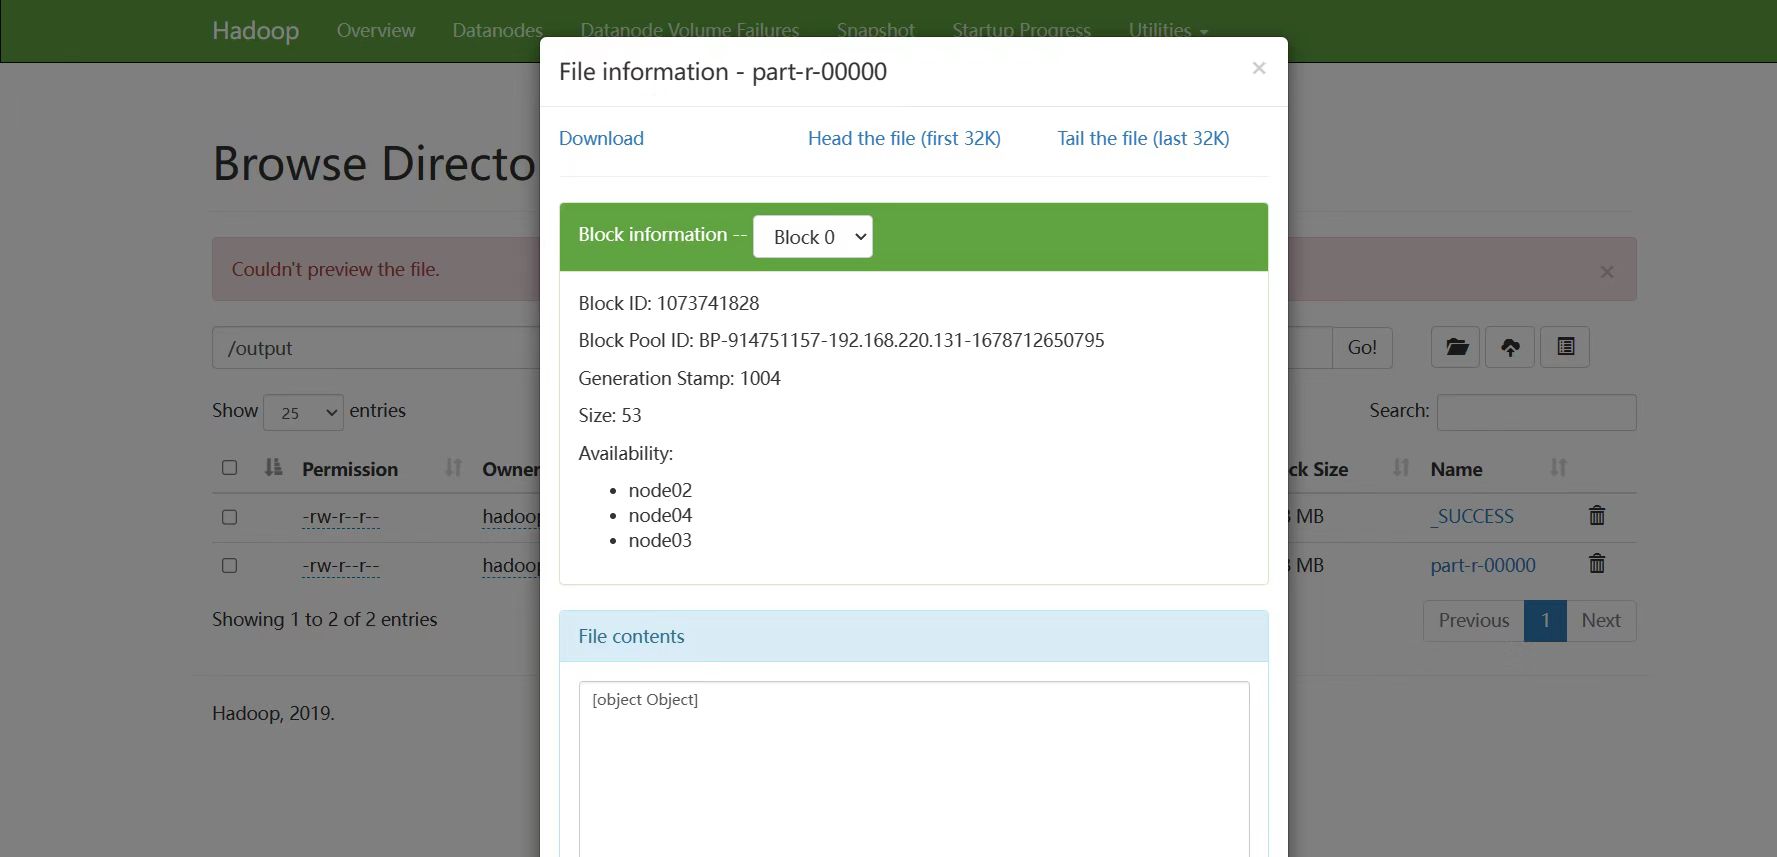 Hadoop Overview Datanodes Datanode Volume Failures Snapshot Startup Progress Utilities
File information - part-r-00000 ×
Download Head the file (first 32K) Tail the file (last 32K)
Browse Directo
Block information -- Block 0
Couldn't preview the file. ×
Block ID: 1073741828
Block Pool ID: BP-914751157-192.168.220.131-1678712650795
/output Go!
Generation Stamp: 1004
Show 25 entries Search:
Size: 53
Availability:
Permission Owner ck Size Name
• node02
• node04
• node03
-rw-r--r-- hadoop MB _SUCCESS
-rw-r--r-- hadoop MB part-r-00000
Showing 1 to 2 of 2 entries Previous 1 Next
File contents
[object Object]
Hadoop, 2019.